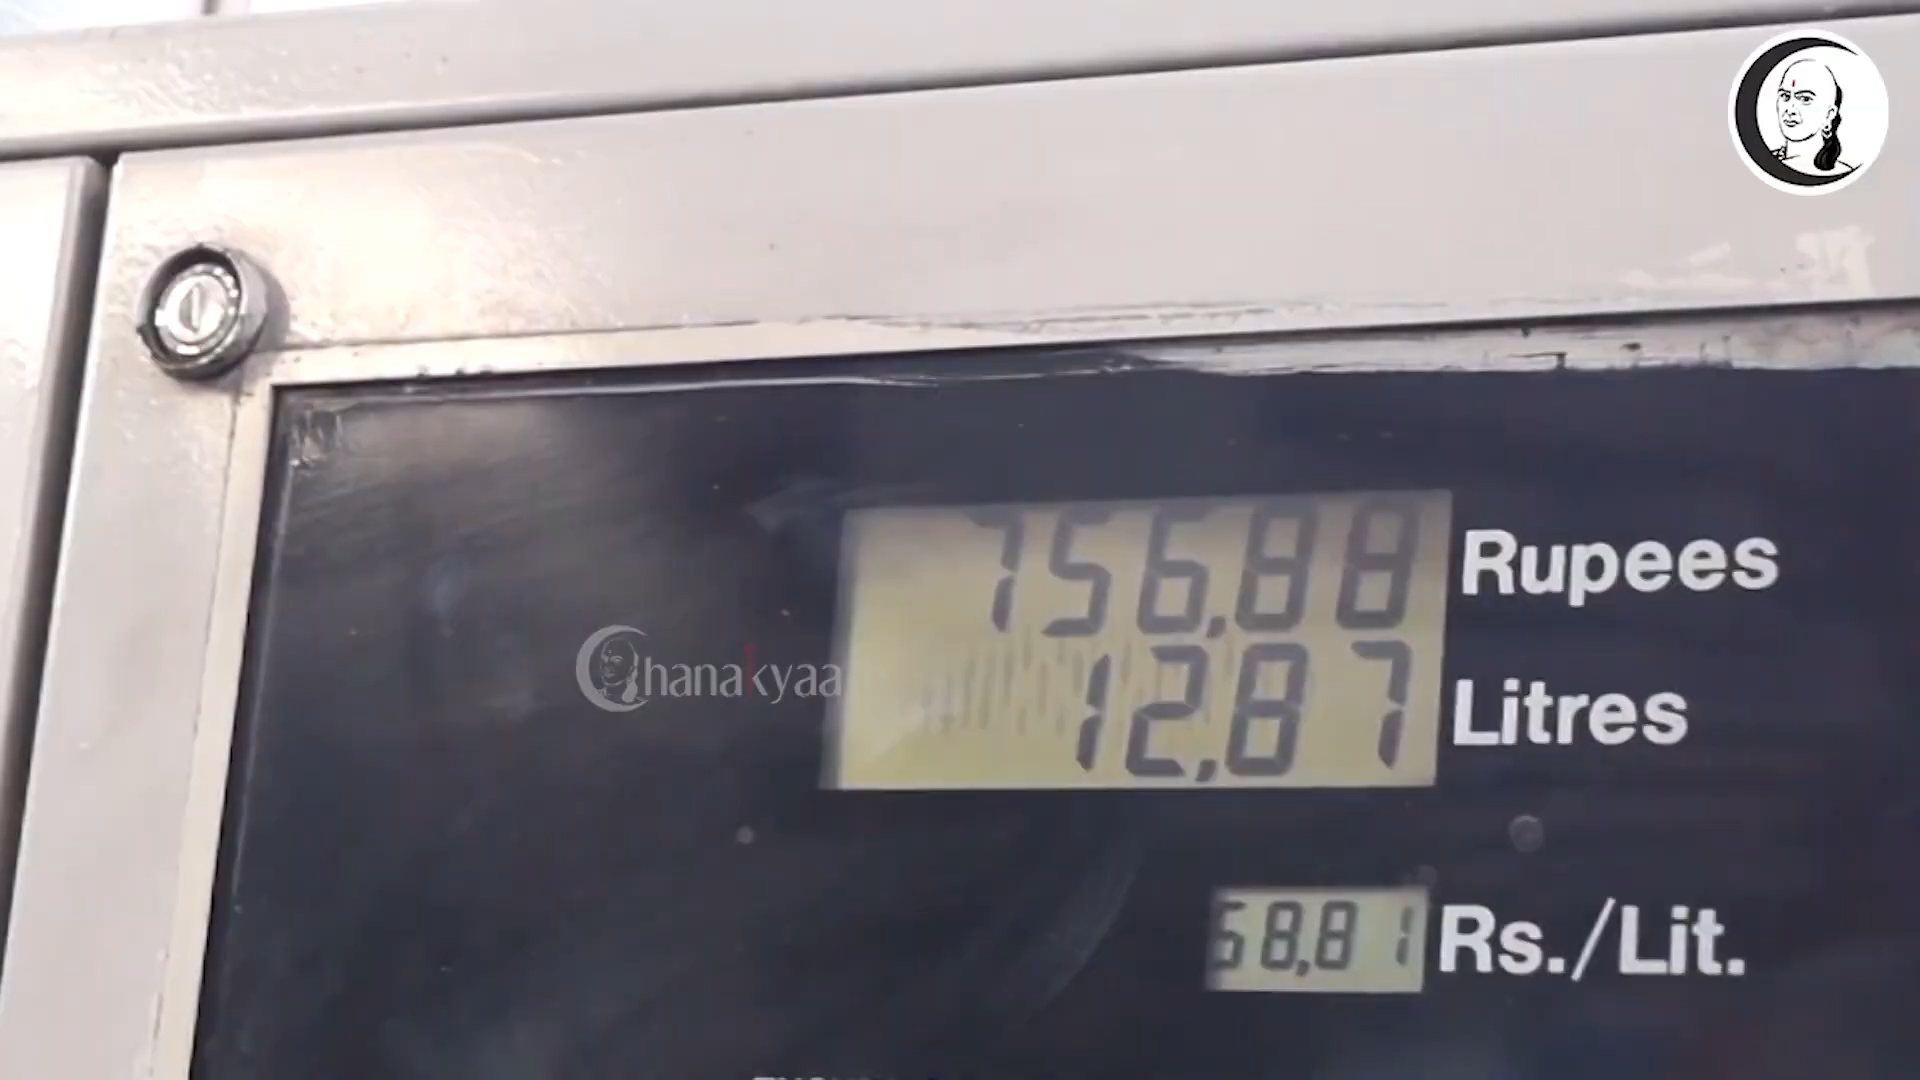 756,88 Rupees
Chanakyaa
12,87 Litres
58,81 Rs./Lit.